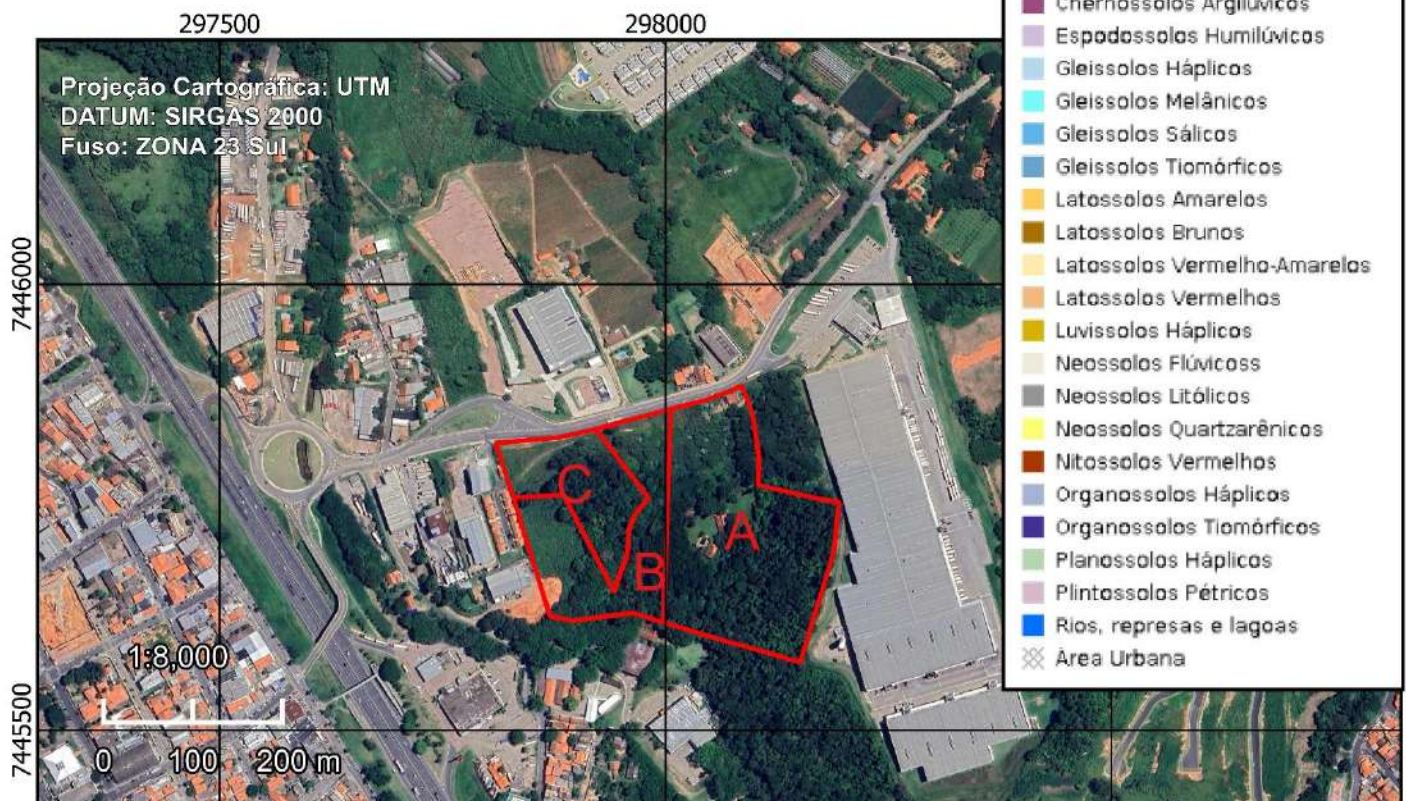 297500
298000
Projeção Cartográfica: UTM
DATUM: SIRGAS 2000
Fuso: ZONA 23 Sul
7446000
7445500
C
A
B
1:8,000
0 100 200 m
Chernossolos Argilúvicos
Espodossolos Humilúvicos
Gleissolos Háplicos
Gleissolos Melânicos
Gleissolos Sálicos
Gleissolos Tiomórficos
Latossolos Amarelos
Latossolos Brunos
Latossolos Vermelho-Amarelos
Latossolos Vermelhos
Luvissolos Háplicos
Neossolos Flúvicoss
Neossolos Litólicos
Neossolos Quartzarênicos
Nitossolos Vermelhos
Organossolos Háplicos
Organossolos Tiomórficos
Planossolos Háplicos
Plintossolos Pétricos
Rios, represas e lagoas
Área Urbana